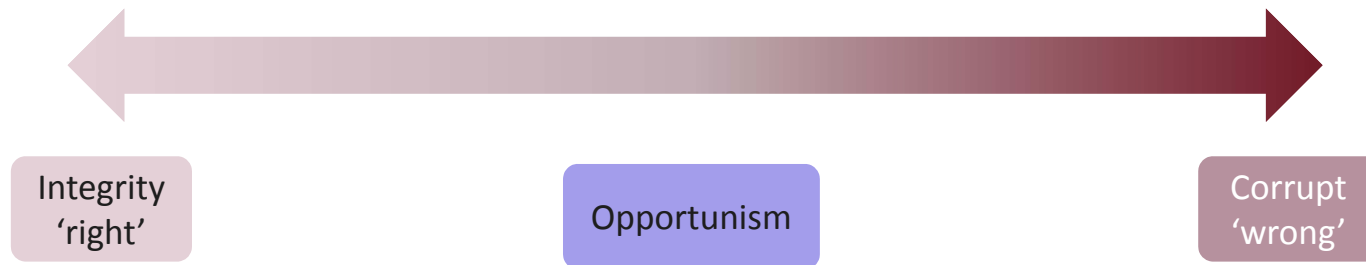 Integrity
‘right’
Opportunism
Corrupt
‘wrong’